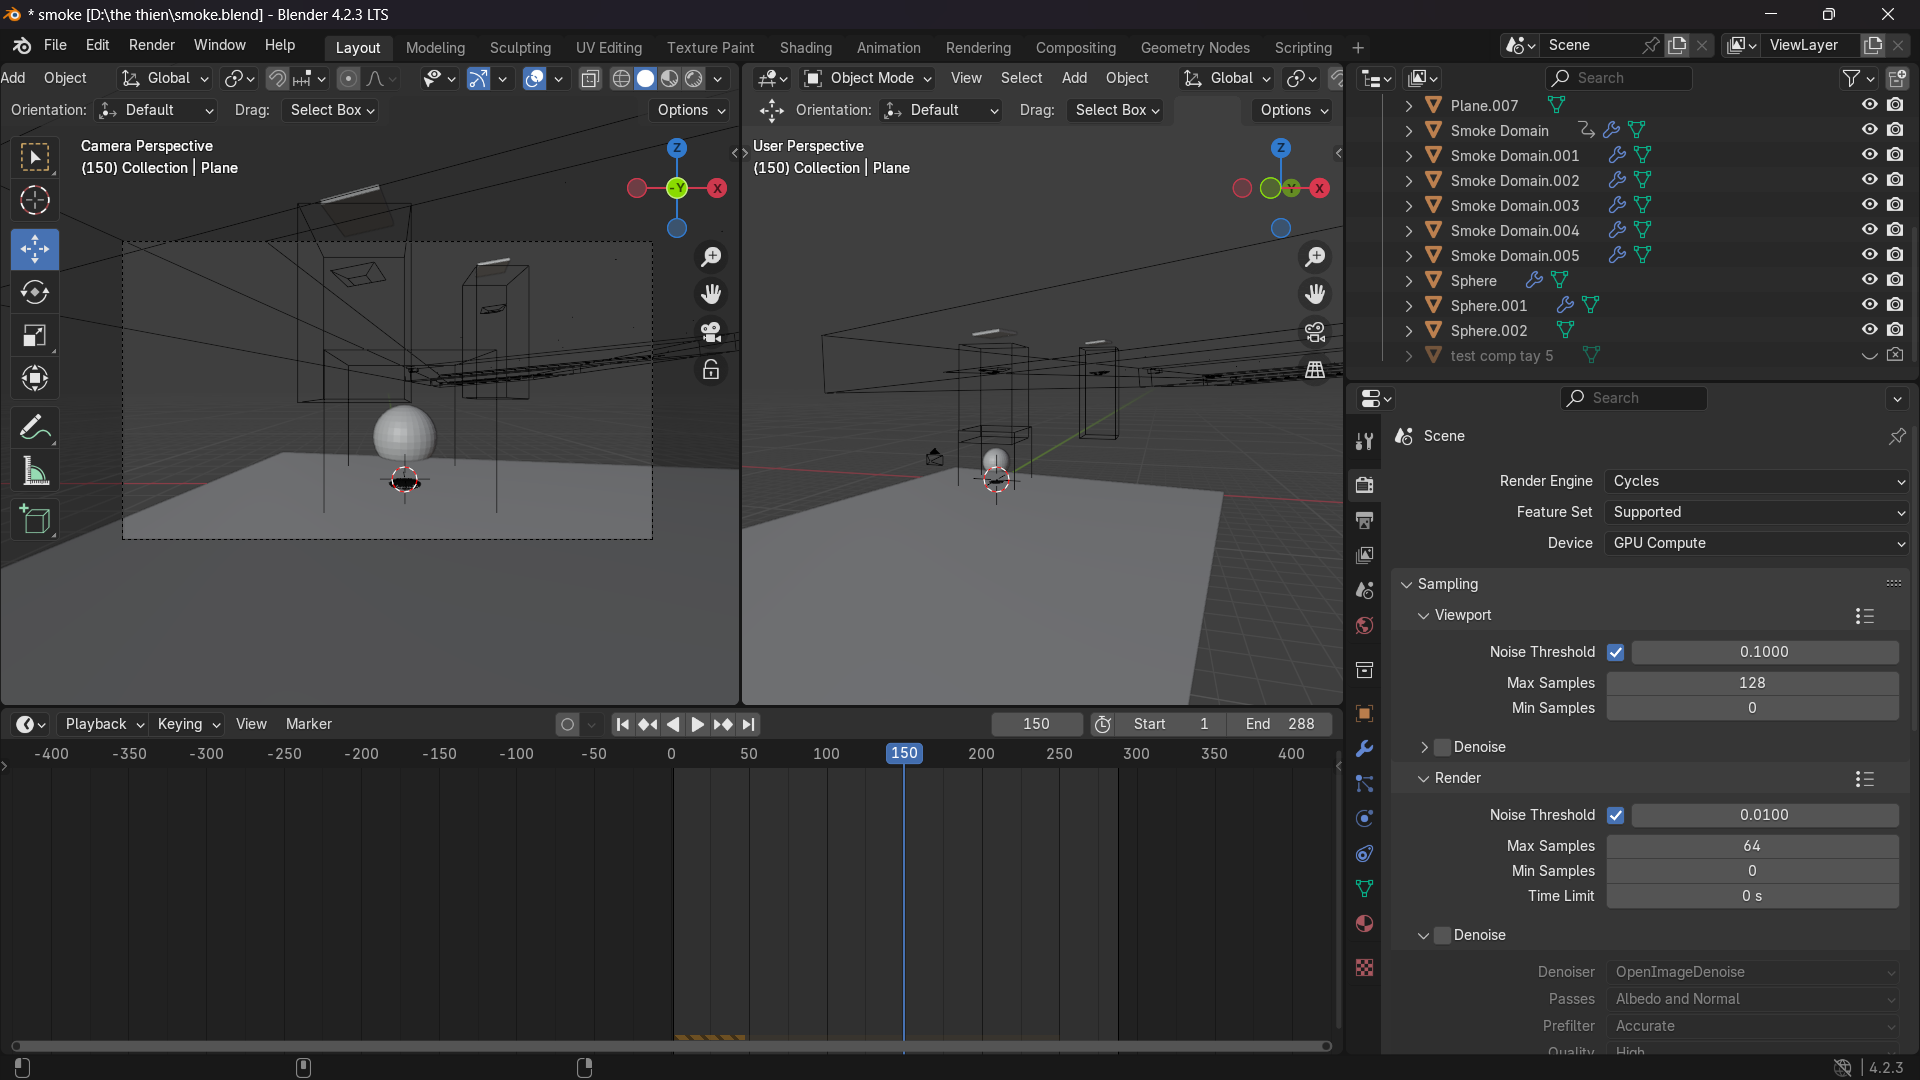 * smoke [D:\the thien\smoke.blend] - Blender 4.2.3 LTS
File Edit Render Window Help Layout Modeling Sculpting UV Editing Texture Paint Shading Animation Rendering Compositing Geometry Nodes Scripting + Scene ViewLayer
Add Object Global Object Mode View Select Add Object Global Search
Orientation: Default Drag: Select Box Options Orientation: Default Drag: Select Box Options
Plane.007
Smoke Domain
Smoke Domain.001
Smoke Domain.002
Smoke Domain.003
Smoke Domain.004
Smoke Domain.005
Sphere
Sphere.001
Sphere.002
test comp tay 5
Camera Perspective
(150) Collection | Plane
Z
-Y X
User Perspective
(150) Collection | Plane
Z
Y X
Search
Scene
Render Engine Cycles
Feature Set Supported
Device GPU Compute
Sampling
Viewport
Noise Threshold 0.1000
Max Samples 128
Min Samples 0
Denoise
Render
Noise Threshold 0.0100
Max Samples 64
Min Samples 0
Time Limit 0 s
Denoise
Denoiser OpenImageDenoise
Passes Albedo and Normal
Prefilter Accurate
Quality High
Playback Keying View Marker 150 Start 1 End 288
-400 -350 -300 -250 -200 -150 -100 -50 0 50 100 150 200 250 300 350 400
4.2.3